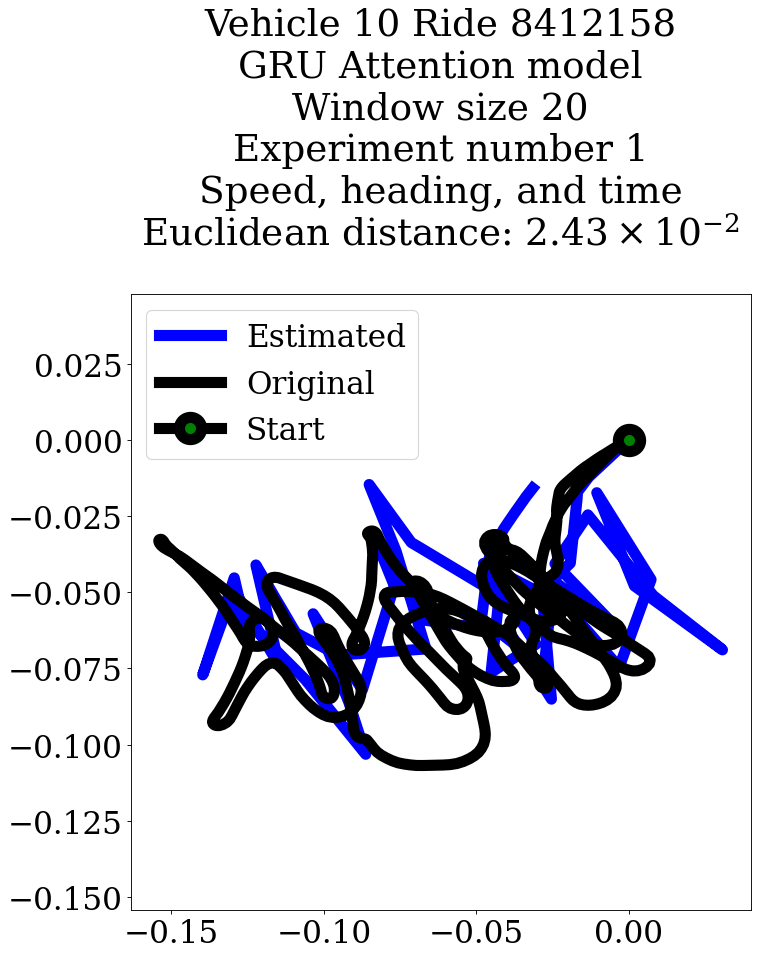 Vehicle 10 Ride 8412158
GRU Attention model
Window size 20
Experiment number 1
Speed, heading, and time
Euclidean distance: 2.43 × 10⁻²
Estimated
Original
Start
0.025
0.000
−0.025
−0.050
−0.075
−0.100
−0.125
−0.150
−0.15
−0.10
−0.05
0.00